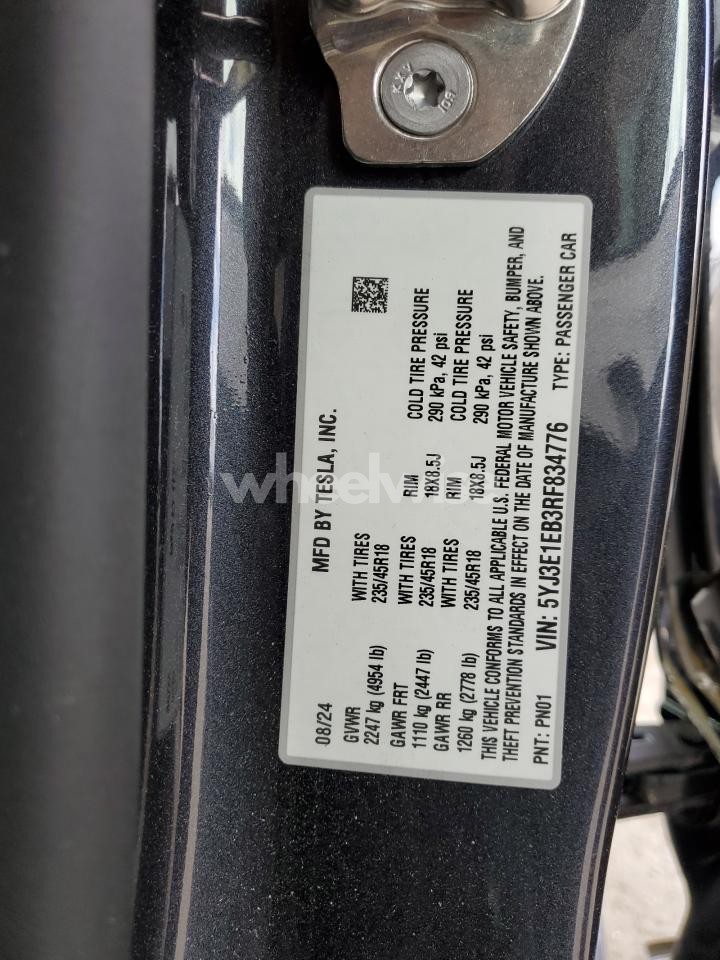 KXK
108
MFD BY TESLA, INC.
08/24
GVWR
2247 kg (4954 lb)
WITH TIRES
235/45R18
RIM
18X8.5J
COLD TIRE PRESSURE
290 kPa, 42 psi
GAWR FRT
1110 kg (2447 lb)
WITH TIRES
235/45R18
RIM
18X8.5J
COLD TIRE PRESSURE
290 kPa, 42 psi
GAWR RR
1260 kg (2778 lb)
WITH TIRES
235/45R18
THIS VEHICLE CONFORMS TO ALL APPLICABLE U.S. FEDERAL MOTOR VEHICLE SAFETY, BUMPER, AND
THEFT PREVENTION STANDARDS IN EFFECT ON THE DATE OF MANUFACTURE SHOWN ABOVE.
PNT: PN01 VIN: 5YJ3E1EB3RF834776 TYPE: PASSENGER CAR